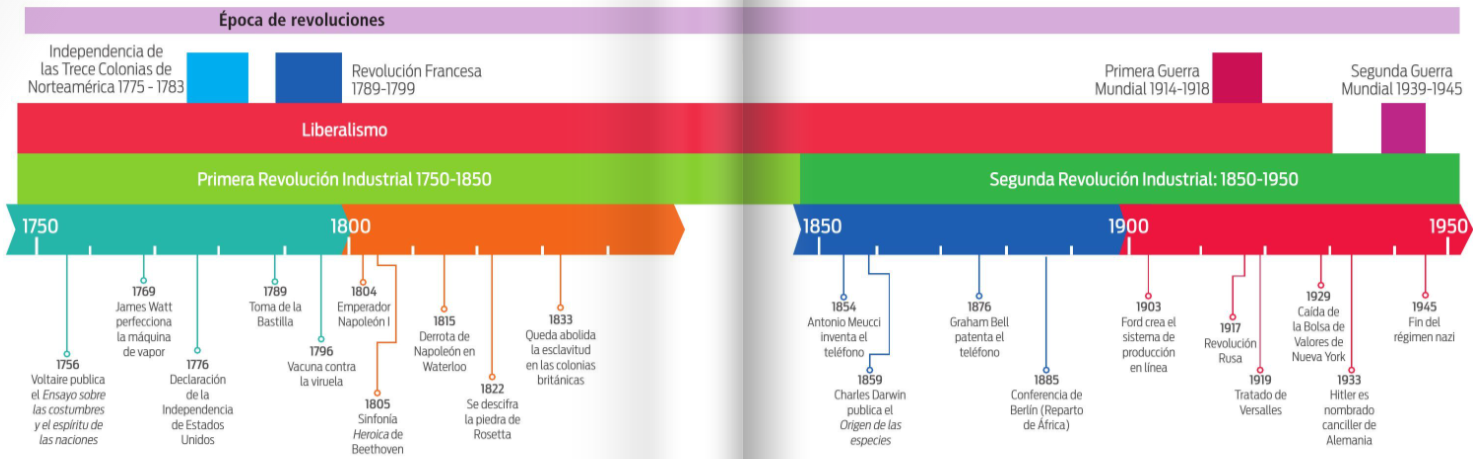 Época de revoluciones
Independencia de
las Trece Colonias de
Norteamérica 1775 - 1783
Revolución Francesa
1789-1799
Primera Guerra
Mundial 1914-1918
Segunda Guerra
Mundial 1939-1945
Liberalismo
Primera Revolución Industrial 1750-1850
Segunda Revolución Industrial: 1850-1950
1750
1800
1850
1900
1950
1756
Voltaire publica
el Ensayo sobre
las costumbres
y el espíritu de
las naciones
1769
James Watt
perfecciona
la máquina
de vapor
1776
Declaración
de la
Independencia
de Estados
Unidos
1789
Toma de la
Bastilla
1796
Vacuna contra
la viruela
1804
Emperador
Napoleón I
1805
Sinfonía
Heroica de
Beethoven
1815
Derrota de
Napoleón en
Waterloo
1822
Se descifra
la piedra de
Rosetta
1833
Queda abolida
la esclavitud
en las colonias
británicas
1854
Antonio Meucci
inventa el
teléfono
1859
Charles Darwin
publica el
Origen de las
especies
1876
Graham Bell
patenta el
teléfono
1885
Conferencia de
Berlín (Reparto
de África)
1903
Ford crea el
sistema de
producción
en línea
1917
Revolución
Rusa
1919
Tratado de
Versalles
1929
Caída de
la Bolsa de
Valores de
Nueva York
1933
Hitler es
nombrado
canciller de
Alemania
1945
Fin del
régimen nazi